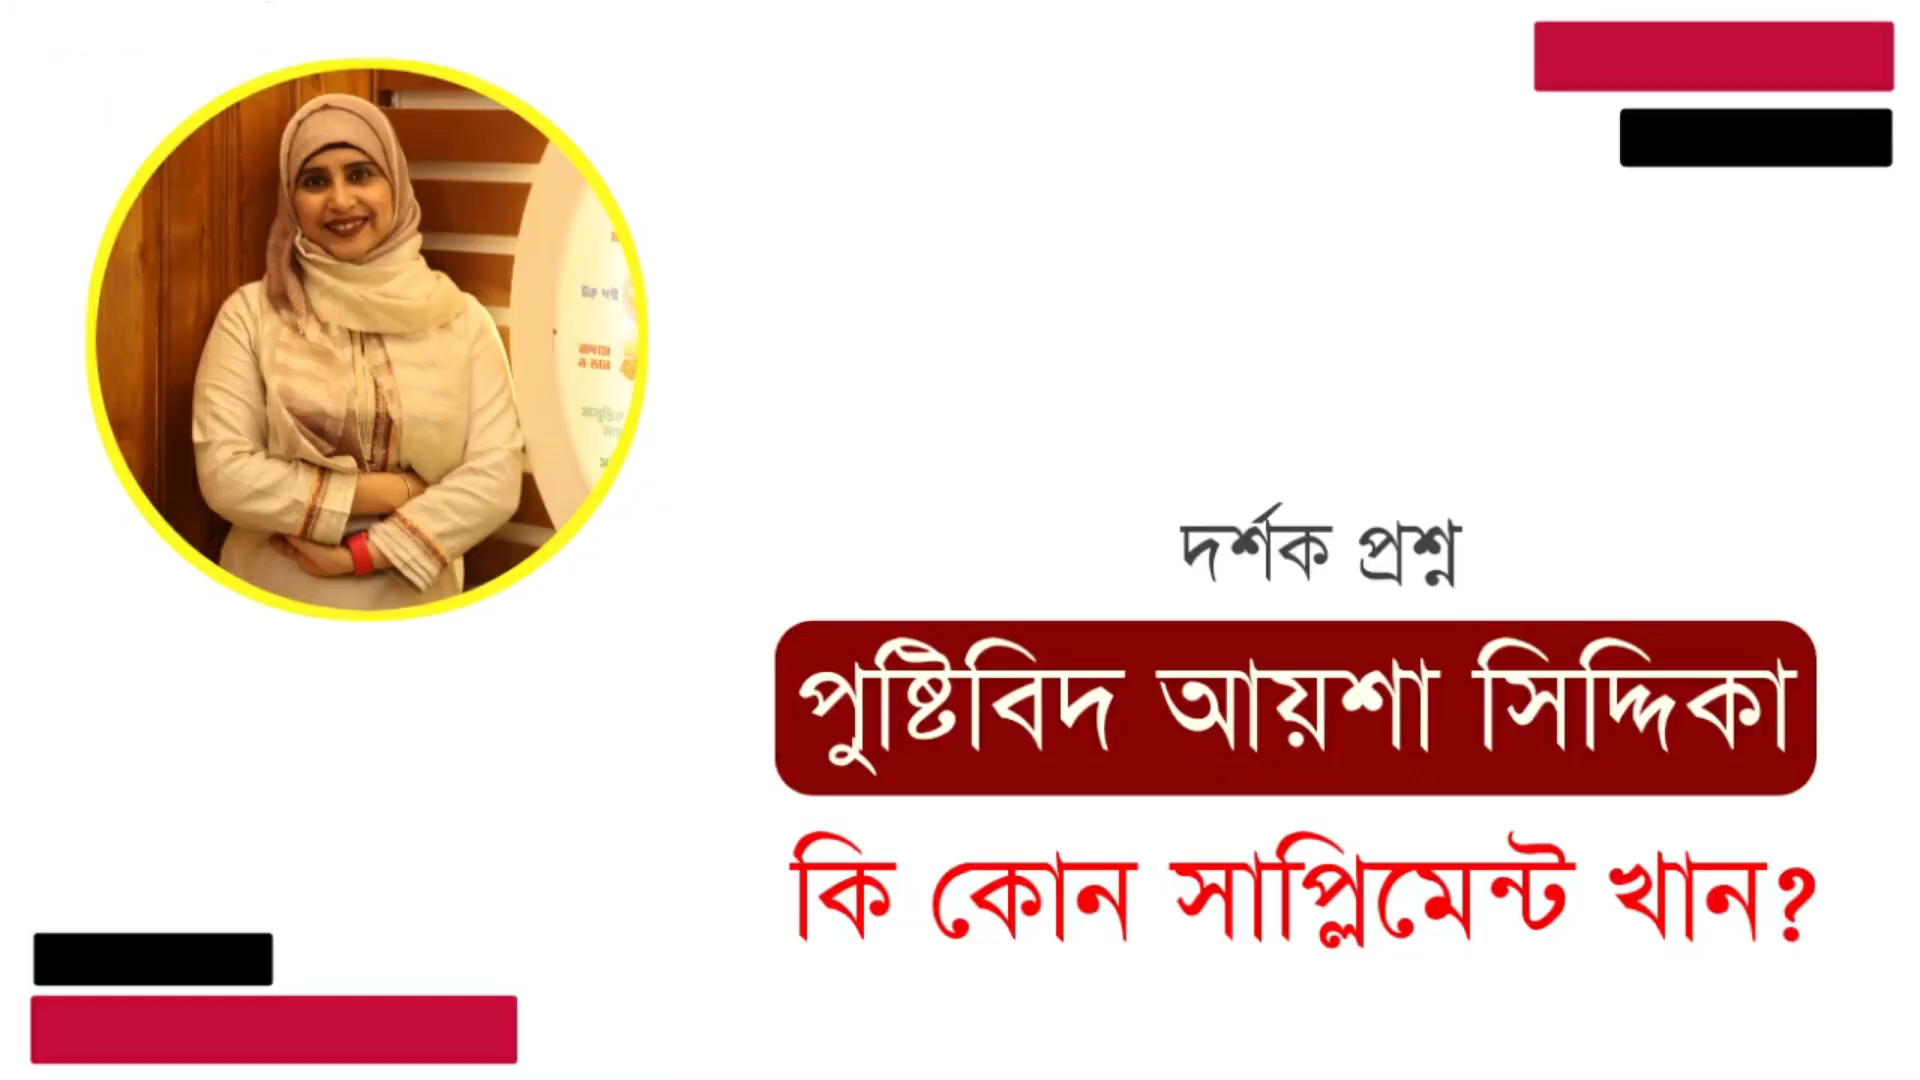 দর্শক প্রশ্ন
পুষ্টিবিদ আয়শা সিদ্দিকা
কি কোন সাপ্লিমেন্ট খান?